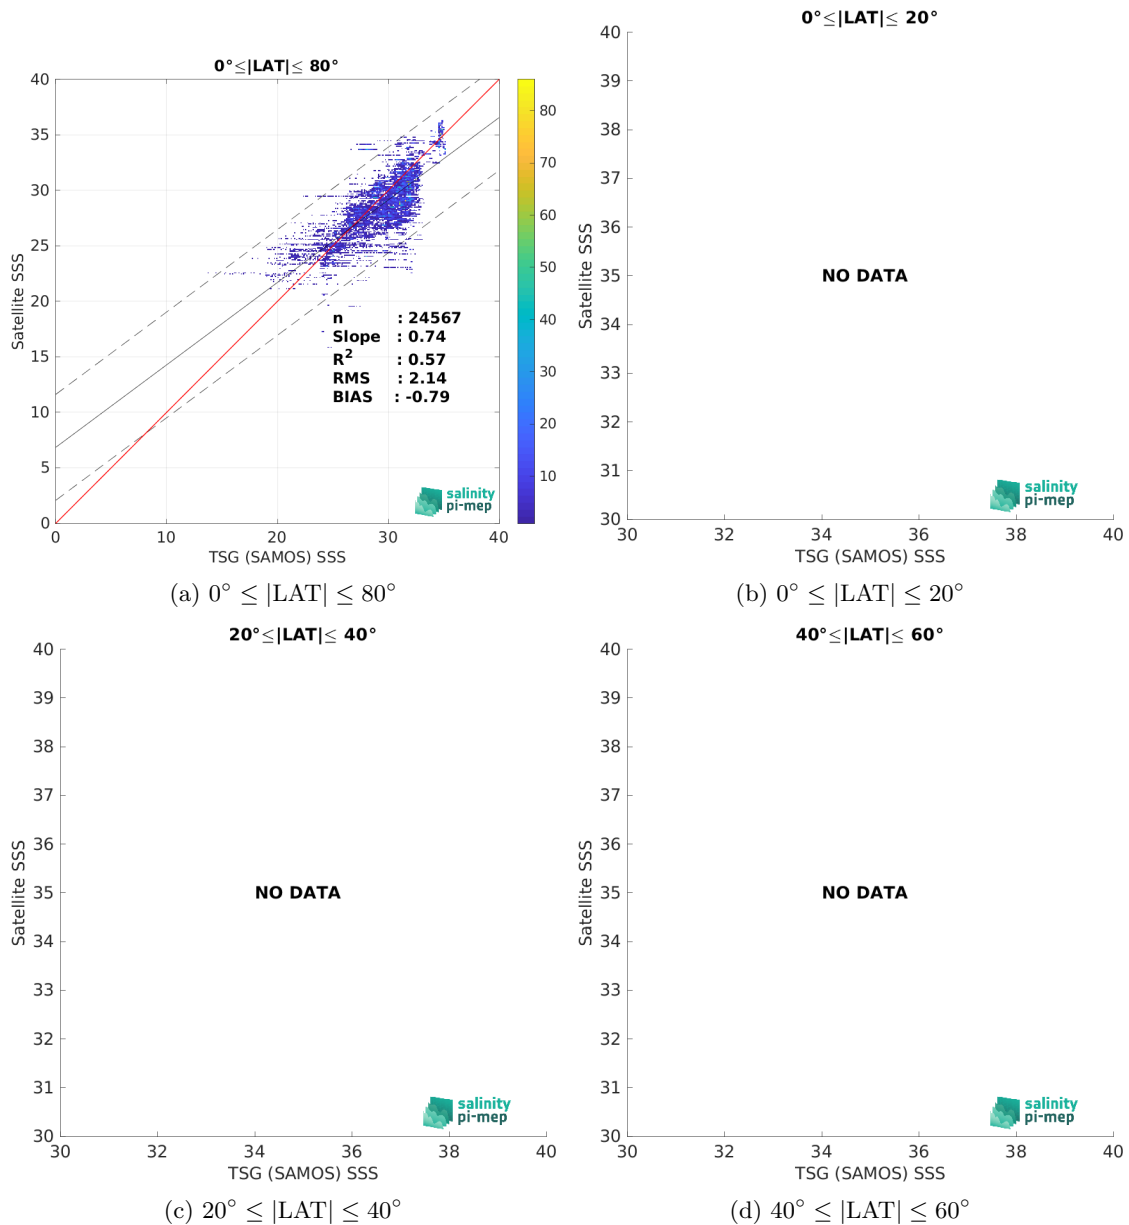 0°≤|LAT|≤ 80°
40
35
30
25
20
15
10
5
0
Satellite SSS
0
10
20
30
40
TSG (SAMOS) SSS
80
70
60
50
40
30
20
10
n : 24567
Slope : 0.74
R² : 0.57
RMS : 2.14
BIAS : -0.79
salinity
pi-mep
(a) 0° ≤ |LAT| ≤ 80°
0°≤|LAT|≤ 20°
40
39
38
37
36
35
34
33
32
31
30
Satellite SSS
NO DATA
salinity
pi-mep
30
32
34
36
38
40
TSG (SAMOS) SSS
(b) 0° ≤ |LAT| ≤ 20°
20°≤|LAT|≤ 40°
40
39
38
37
36
35
34
33
32
31
30
Satellite SSS
NO DATA
salinity
pi-mep
30
32
34
36
38
40
TSG (SAMOS) SSS
(c) 20° ≤ |LAT| ≤ 40°
40°≤|LAT|≤ 60°
40
39
38
37
36
35
34
33
32
31
30
Satellite SSS
NO DATA
salinity
pi-mep
30
32
34
36
38
40
TSG (SAMOS) SSS
(d) 40° ≤ |LAT| ≤ 60°